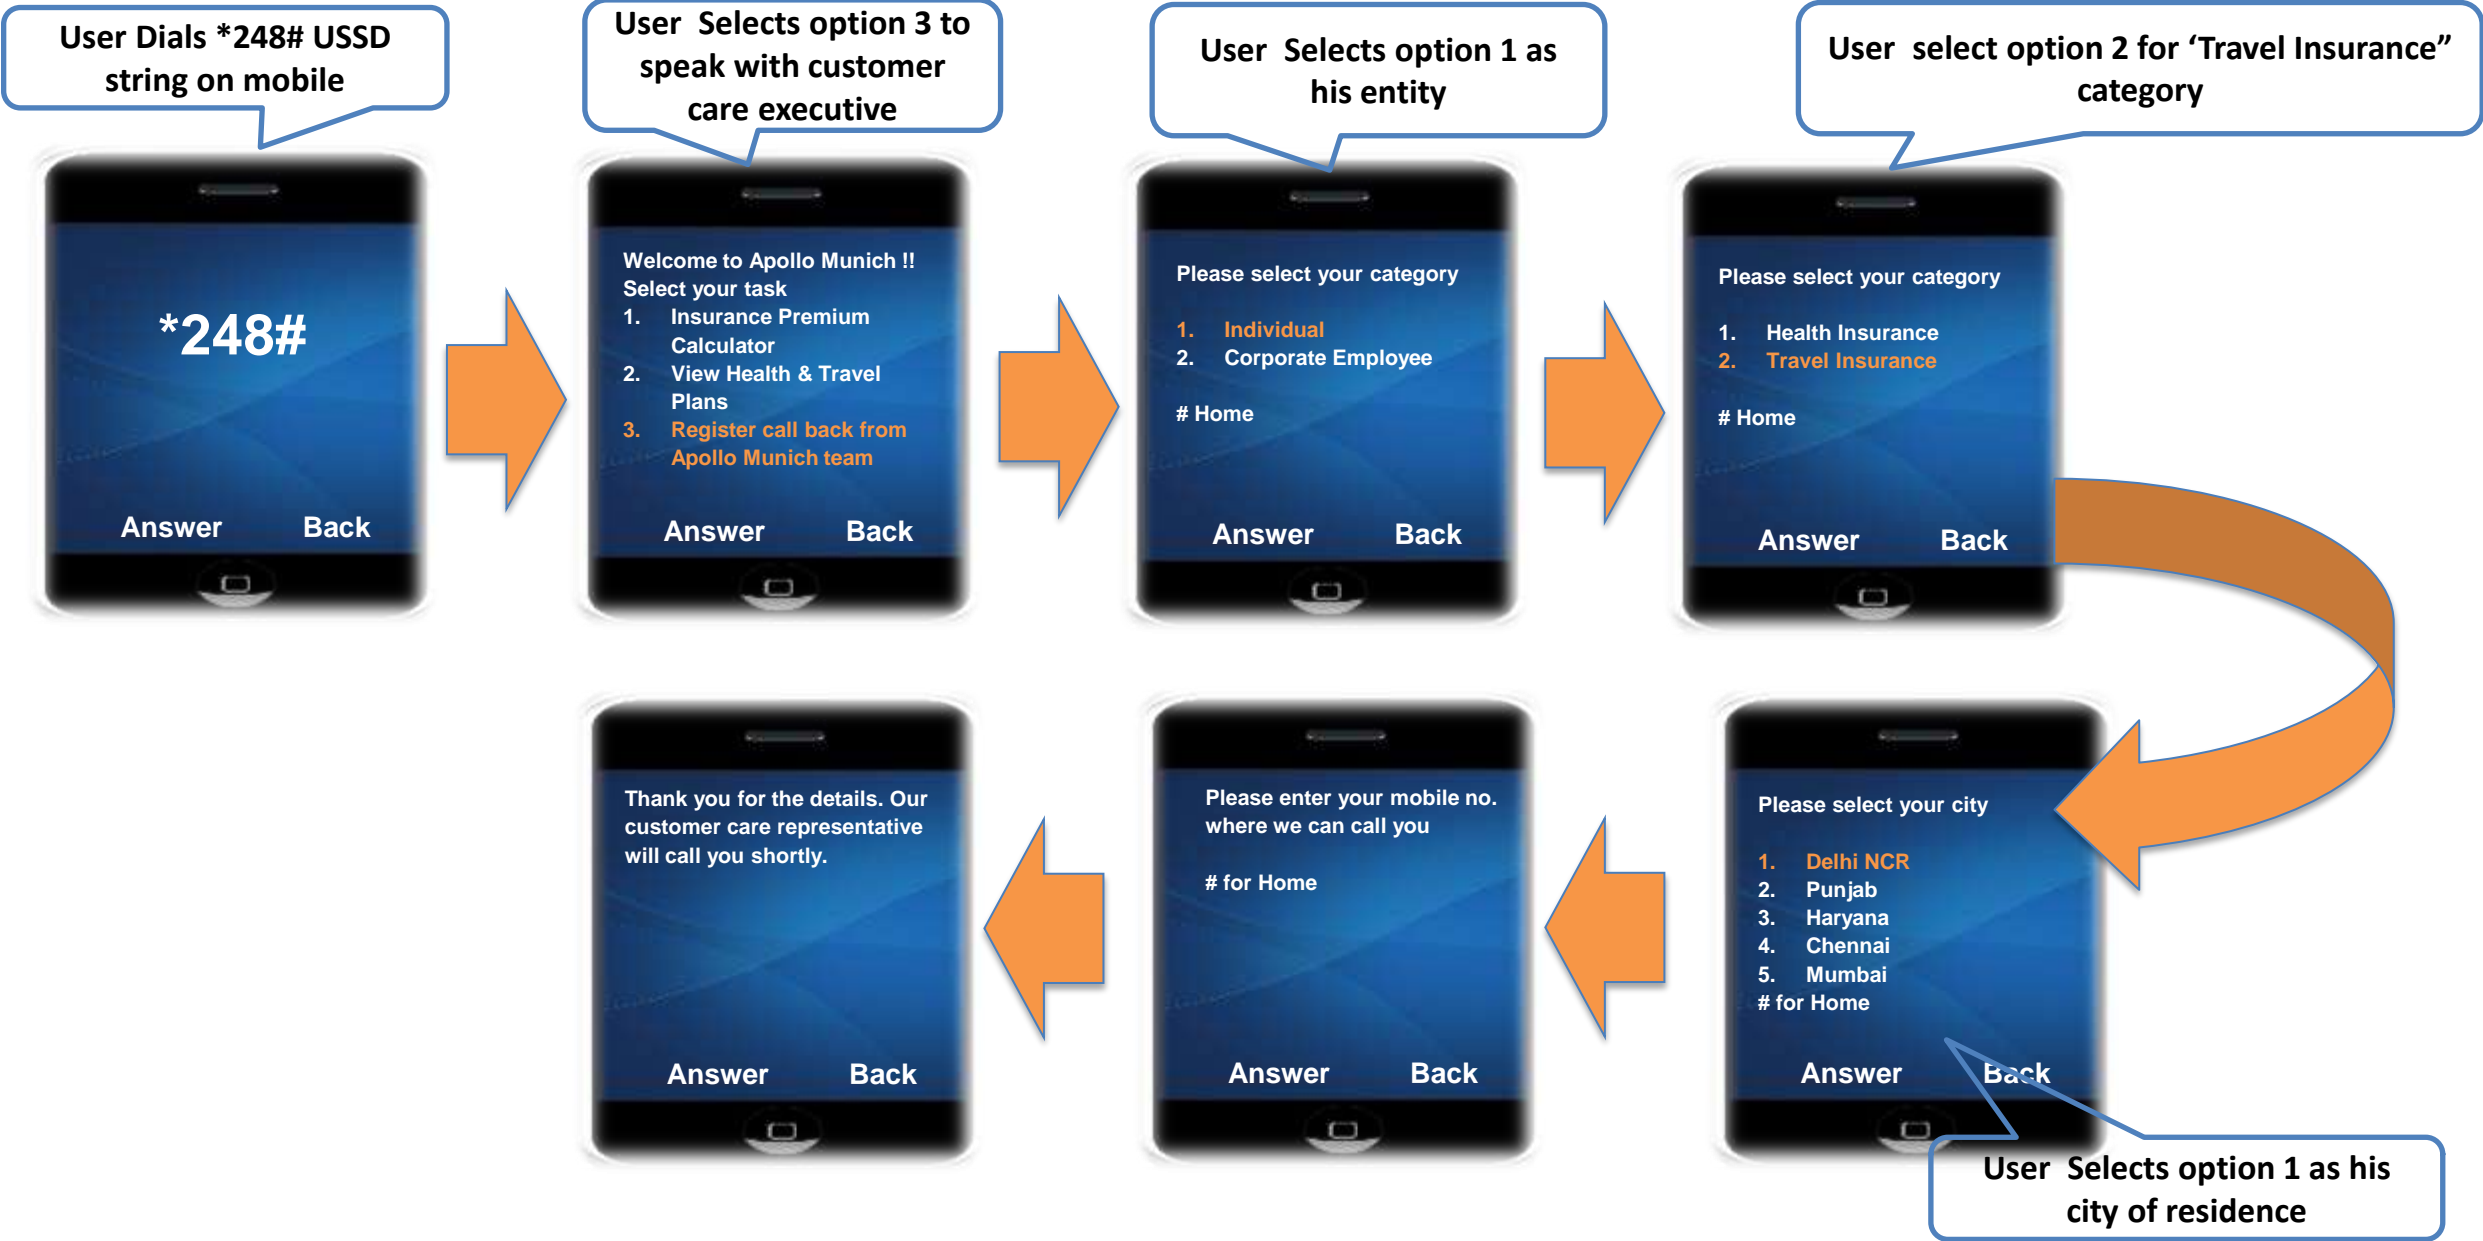 User Dials *248# USSD
string on mobile
User Selects option 3 to
speak with customer
care executive
User Selects option 1 as
his entity
User select option 2 for ‘Travel Insurance”
category
*248#
Answer Back
Welcome to Apollo Munich !!
Select your task
1. Insurance Premium
Calculator
2. View Health & Travel
Plans
3. Register call back from
Apollo Munich team
Answer Back
Please select your category
1. Individual
2. Corporate Employee
# Home
Answer Back
Please select your category
1. Health Insurance
2. Travel Insurance
# Home
Answer Back
Please select your city
1. Delhi NCR
2. Punjab
3. Haryana
4. Chennai
5. Mumbai
# for Home
Answer Back
User Selects option 1 as his
city of residence
Please enter your mobile no.
where we can call you
# for Home
Answer Back
Thank you for the details. Our
customer care representative
will call you shortly.
Answer Back